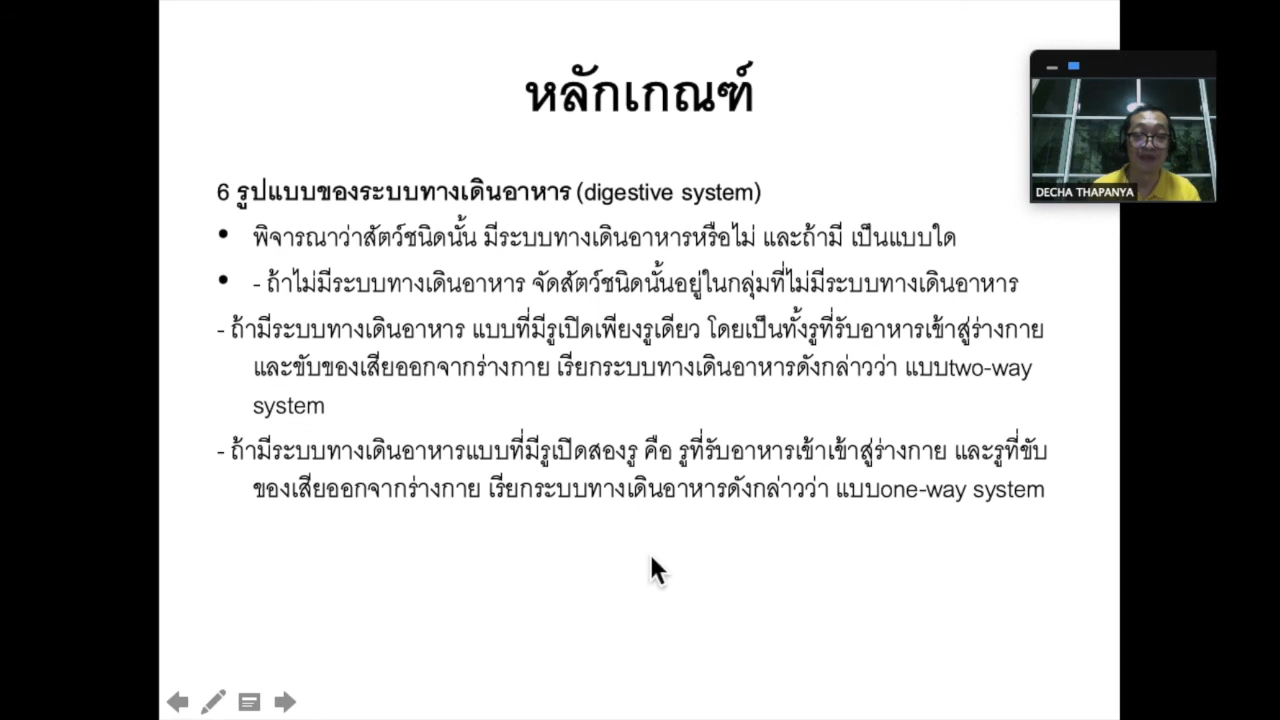 หลักเกณฑ์
DECHA THAPANYA
6 รูปแบบของระบบทางเดินอาหาร (digestive system)
• พิจารณาว่าสัตว์ชนิดนั้น มีระบบทางเดินอาหารหรือไม่ และถ้ามี เป็นแบบใด
• - ถ้าไม่มีระบบทางเดินอาหาร จัดสัตว์ชนิดนั้นอยู่ในกลุ่มที่ไม่มีระบบทางเดินอาหาร
- ถ้ามีระบบทางเดินอาหาร แบบที่มีรูเปิดเพียงรูเดียว โดยเป็นทั้งรูที่รับอาหารเข้าสู่ร่างกาย
และขับของเสียออกจากร่างกาย เรียกระบบทางเดินอาหารดังกล่าวว่า แบบtwo-way
system
- ถ้ามีระบบทางเดินอาหารแบบที่มีรูเปิดสองรู คือ รูที่รับอาหารเข้าเข้าสู่ร่างกาย และรูที่ขับ
ของเสียออกจากร่างกาย เรียกระบบทางเดินอาหารดังกล่าวว่า แบบone-way system